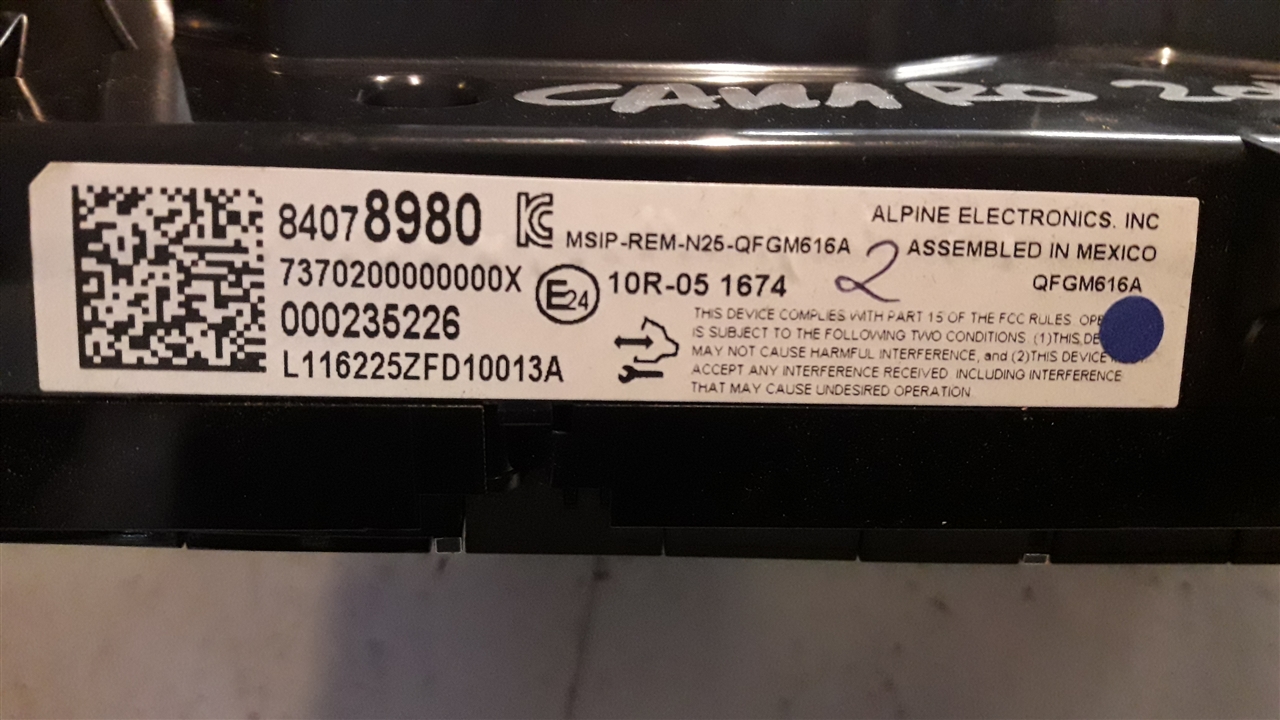 CAMARO
84078980
7370200000000X
000235226
L116225ZFD10013A
KC
MSIP-REM-N25-QFGM616A
E24
10R-05 1674
2
ALPINE ELECTRONICS. INC
ASSEMBLED IN MEXICO
QFGM616A
THIS DEVICE COMPLIES WITH PART 15 OF THE FCC RULES. OPE
IS SUBJECT TO THE FOLLOWING TWO CONDITIONS. (1)THIS DE
MAY NOT CAUSE HARMFUL INTERFERENCE, and (2)THIS DEVICE
ACCEPT ANY INTERFERENCE RECEIVED INCLUDING INTERFERENCE
THAT MAY CAUSE UNDESIRED OPERATION.